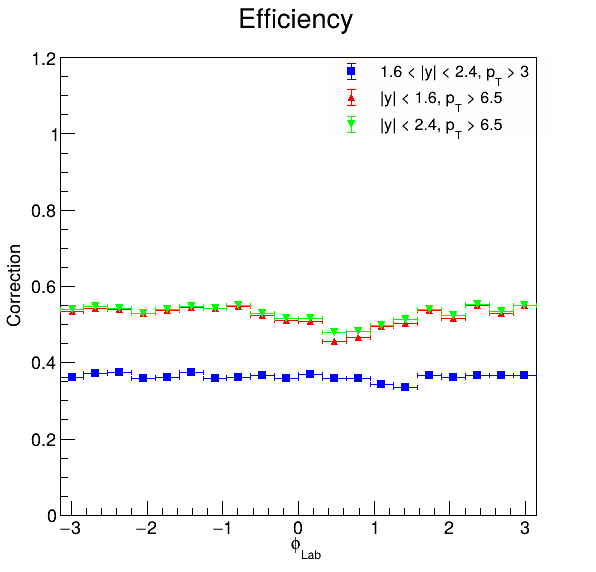 Efficiency
1.6 < |y| < 2.4, p_T > 3
|y| < 1.6, p_T > 6.5
|y| < 2.4, p_T > 6.5
Correction
1.2
1
0.8
0.6
0.4
0.2
0
−3 −2 −1 0 1 2 3
ϕ_Lab